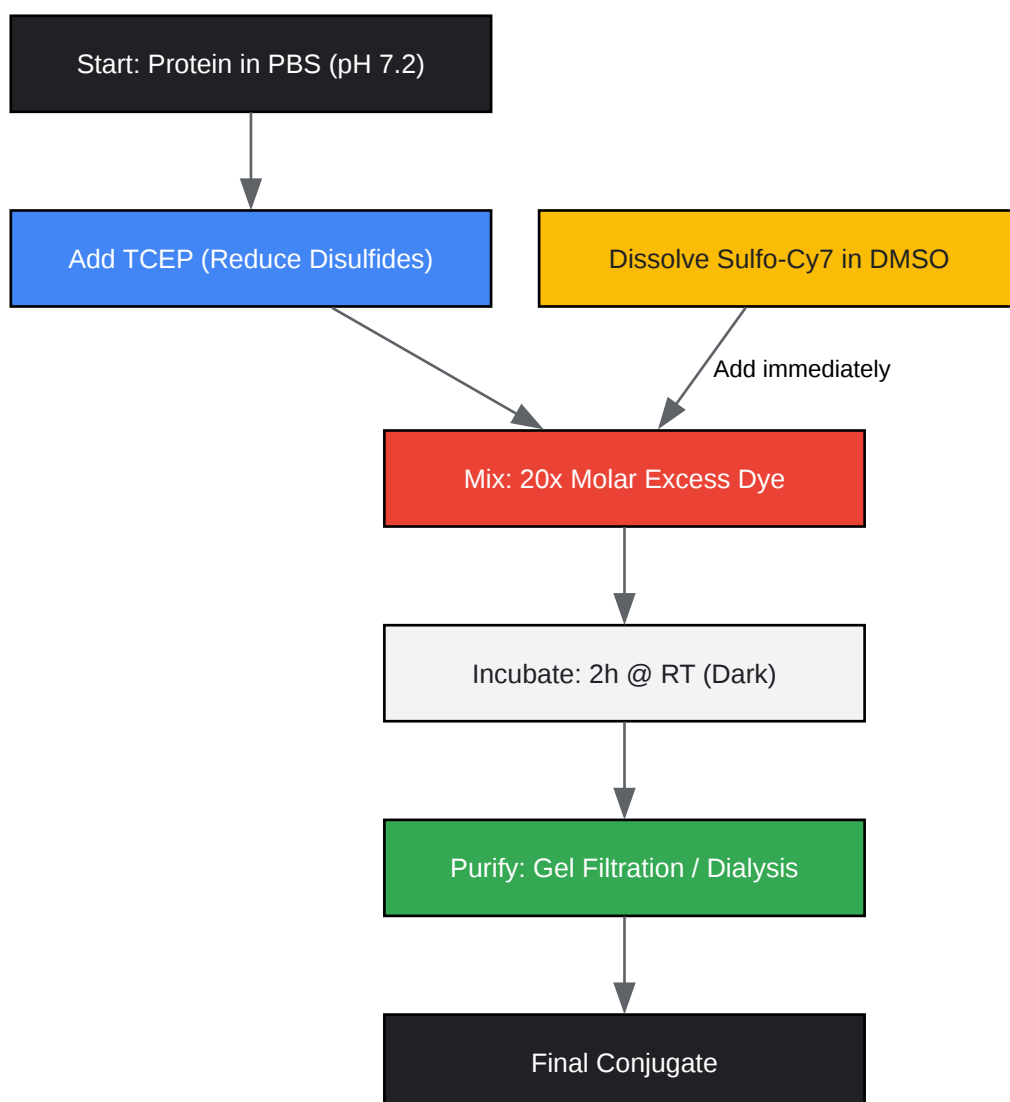 Start: Protein in PBS (pH 7.2)
Add TCEP (Reduce Disulfides)
Dissolve Sulfo-Cy7 in DMSO
Add immediately
Mix: 20x Molar Excess Dye
Incubate: 2h @ RT (Dark)
Purify: Gel Filtration / Dialysis
Final Conjugate